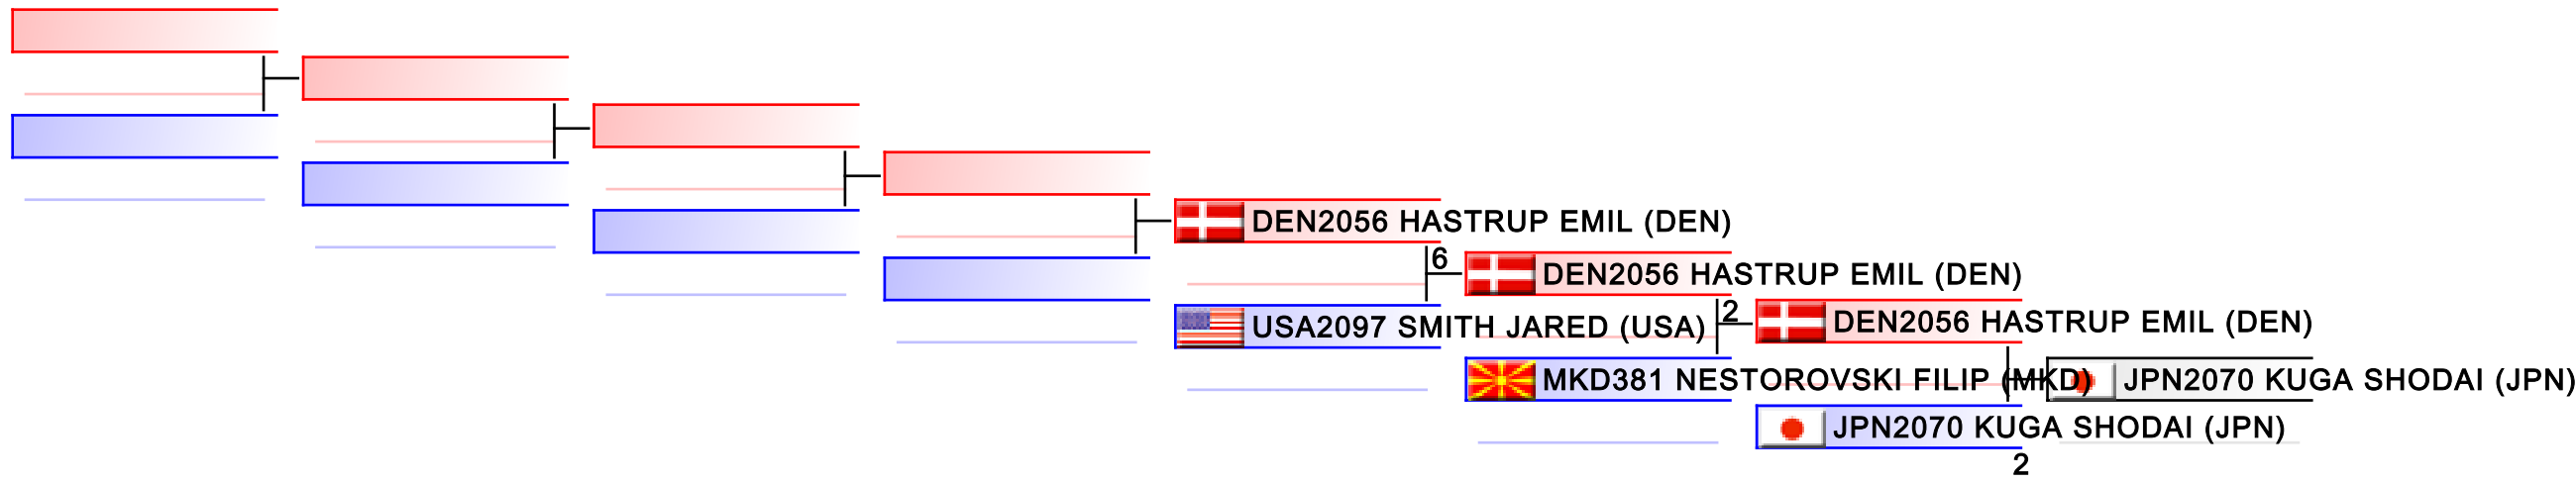 DEN2056 HASTRUP EMIL (DEN)
6
DEN2056 HASTRUP EMIL (DEN)
USA2097 SMITH JARED (USA)
2
DEN2056 HASTRUP EMIL (DEN)
MKD381 NESTOROVSKI FILIP (MKD)
JPN2070 KUGA SHODAI (JPN)
JPN2070 KUGA SHODAI (JPN)
2